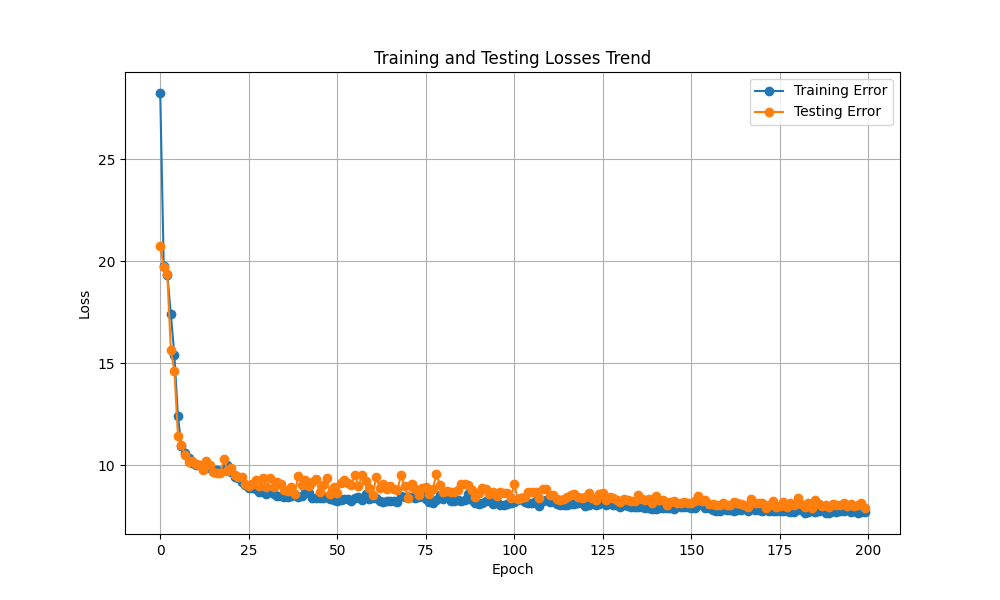 Training and Testing Losses Trend
Training Error
Testing Error
25
20
15
10
Loss
0 25 50 75 100 125 150 175 200
Epoch